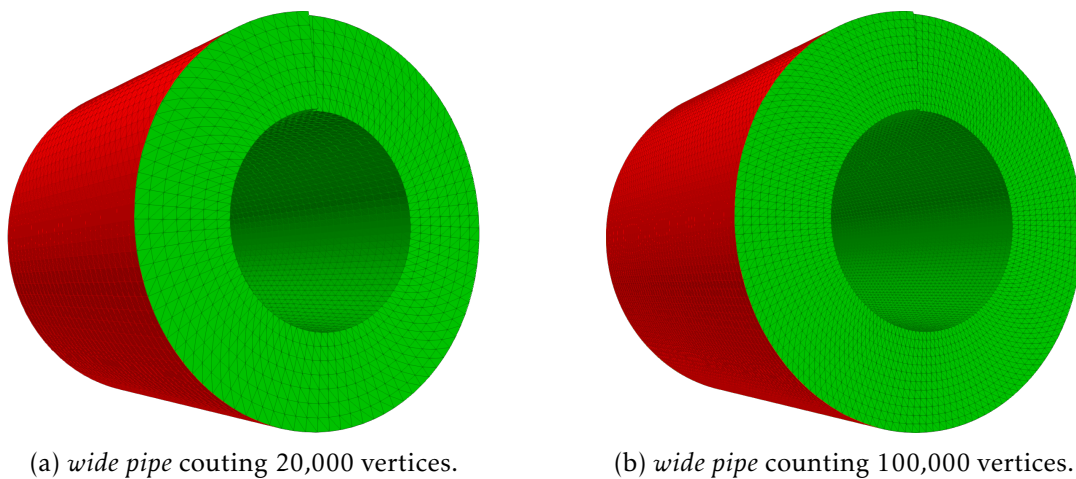 (a) wide pipe couting 20,000 vertices.
(b) wide pipe counting 100,000 vertices.